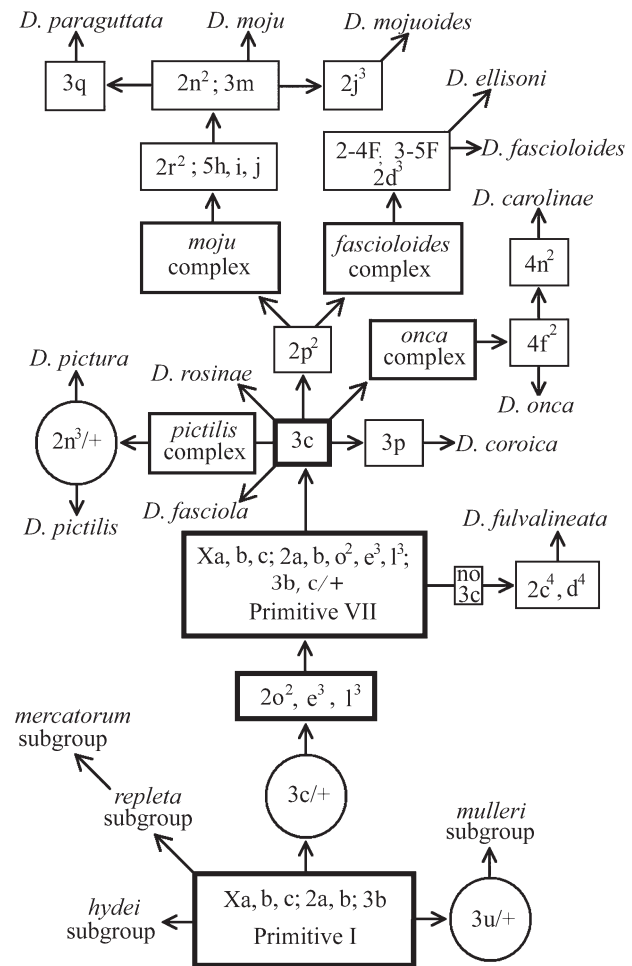 D. paraguttata
D. moju
D. mojuoides
3q
2n²; 3m
2j³
D. ellisoni
2r²; 5h, i, j
2-4F, 3-5F
; 2d³
D. fascioloides
D. carolinae
moju
complex
fascioloides
complex
4n²
2p²
onca
complex
4f²
D. pictura
D. rosinae
D. onca
2n³/+
pictilis
complex
3c
3p
D. coroica
D. pictilis
D. fasciola
D. fulvalineata
Xa, b, c; 2a, b, o², e³, l³;
3b, c/+
Primitive VII
no
3c
2c⁴, d⁴
2o², e³, l³
mercatorum
subgroup
repleta
subgroup
3c/+
mulleri
subgroup
hydei
subgroup
Xa, b, c; 2a, b; 3b
Primitive I
3u/+